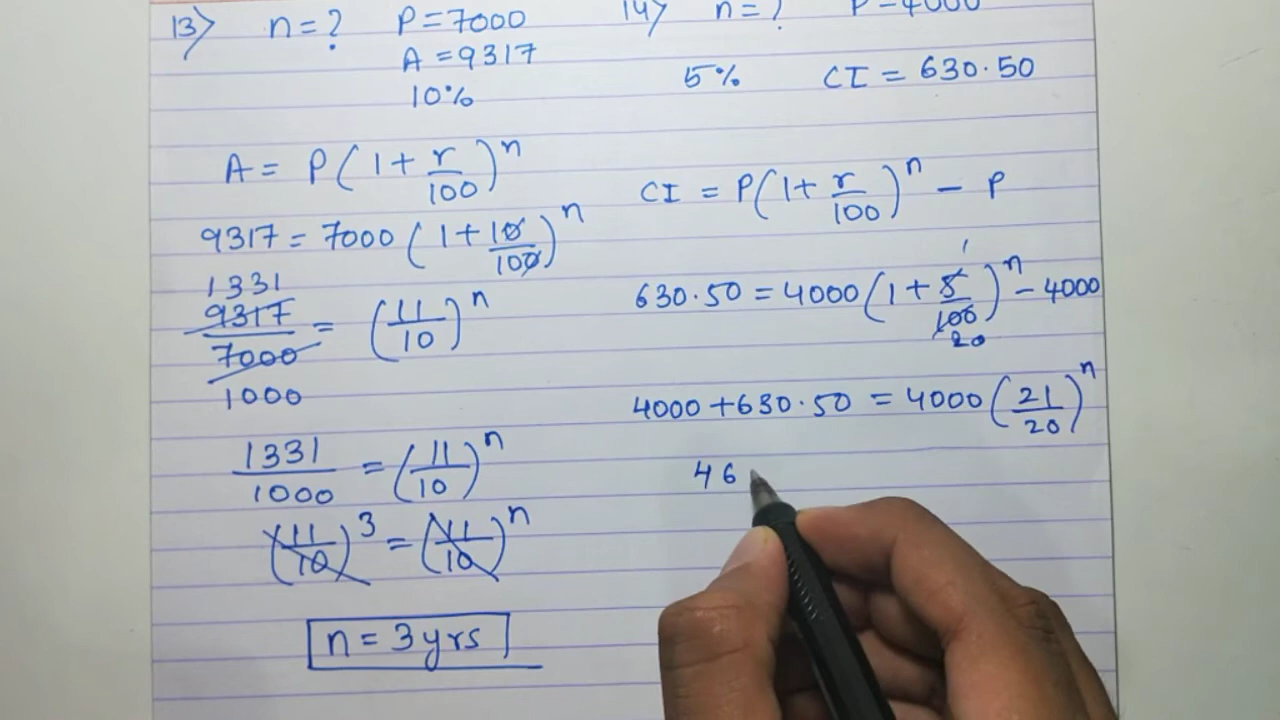 13) n = ? P = 7000
A = 9317
10%
A = P(1 + r/100)^n
9317 = 7000(1 + 10/100)^n
1331
9317/7000 = (11/10)^n
1000
1331/1000 = (11/10)^n
(11/10)^3 = (11/10)^n
n = 3 yrs
14) n = ? P = 4000
5% CI = 630.50
CI = P(1 + r/100)^n - P
1
630.50 = 4000(1 + 5/100)^n - 4000
20
4000 + 630.50 = 4000(21/20)^n
46